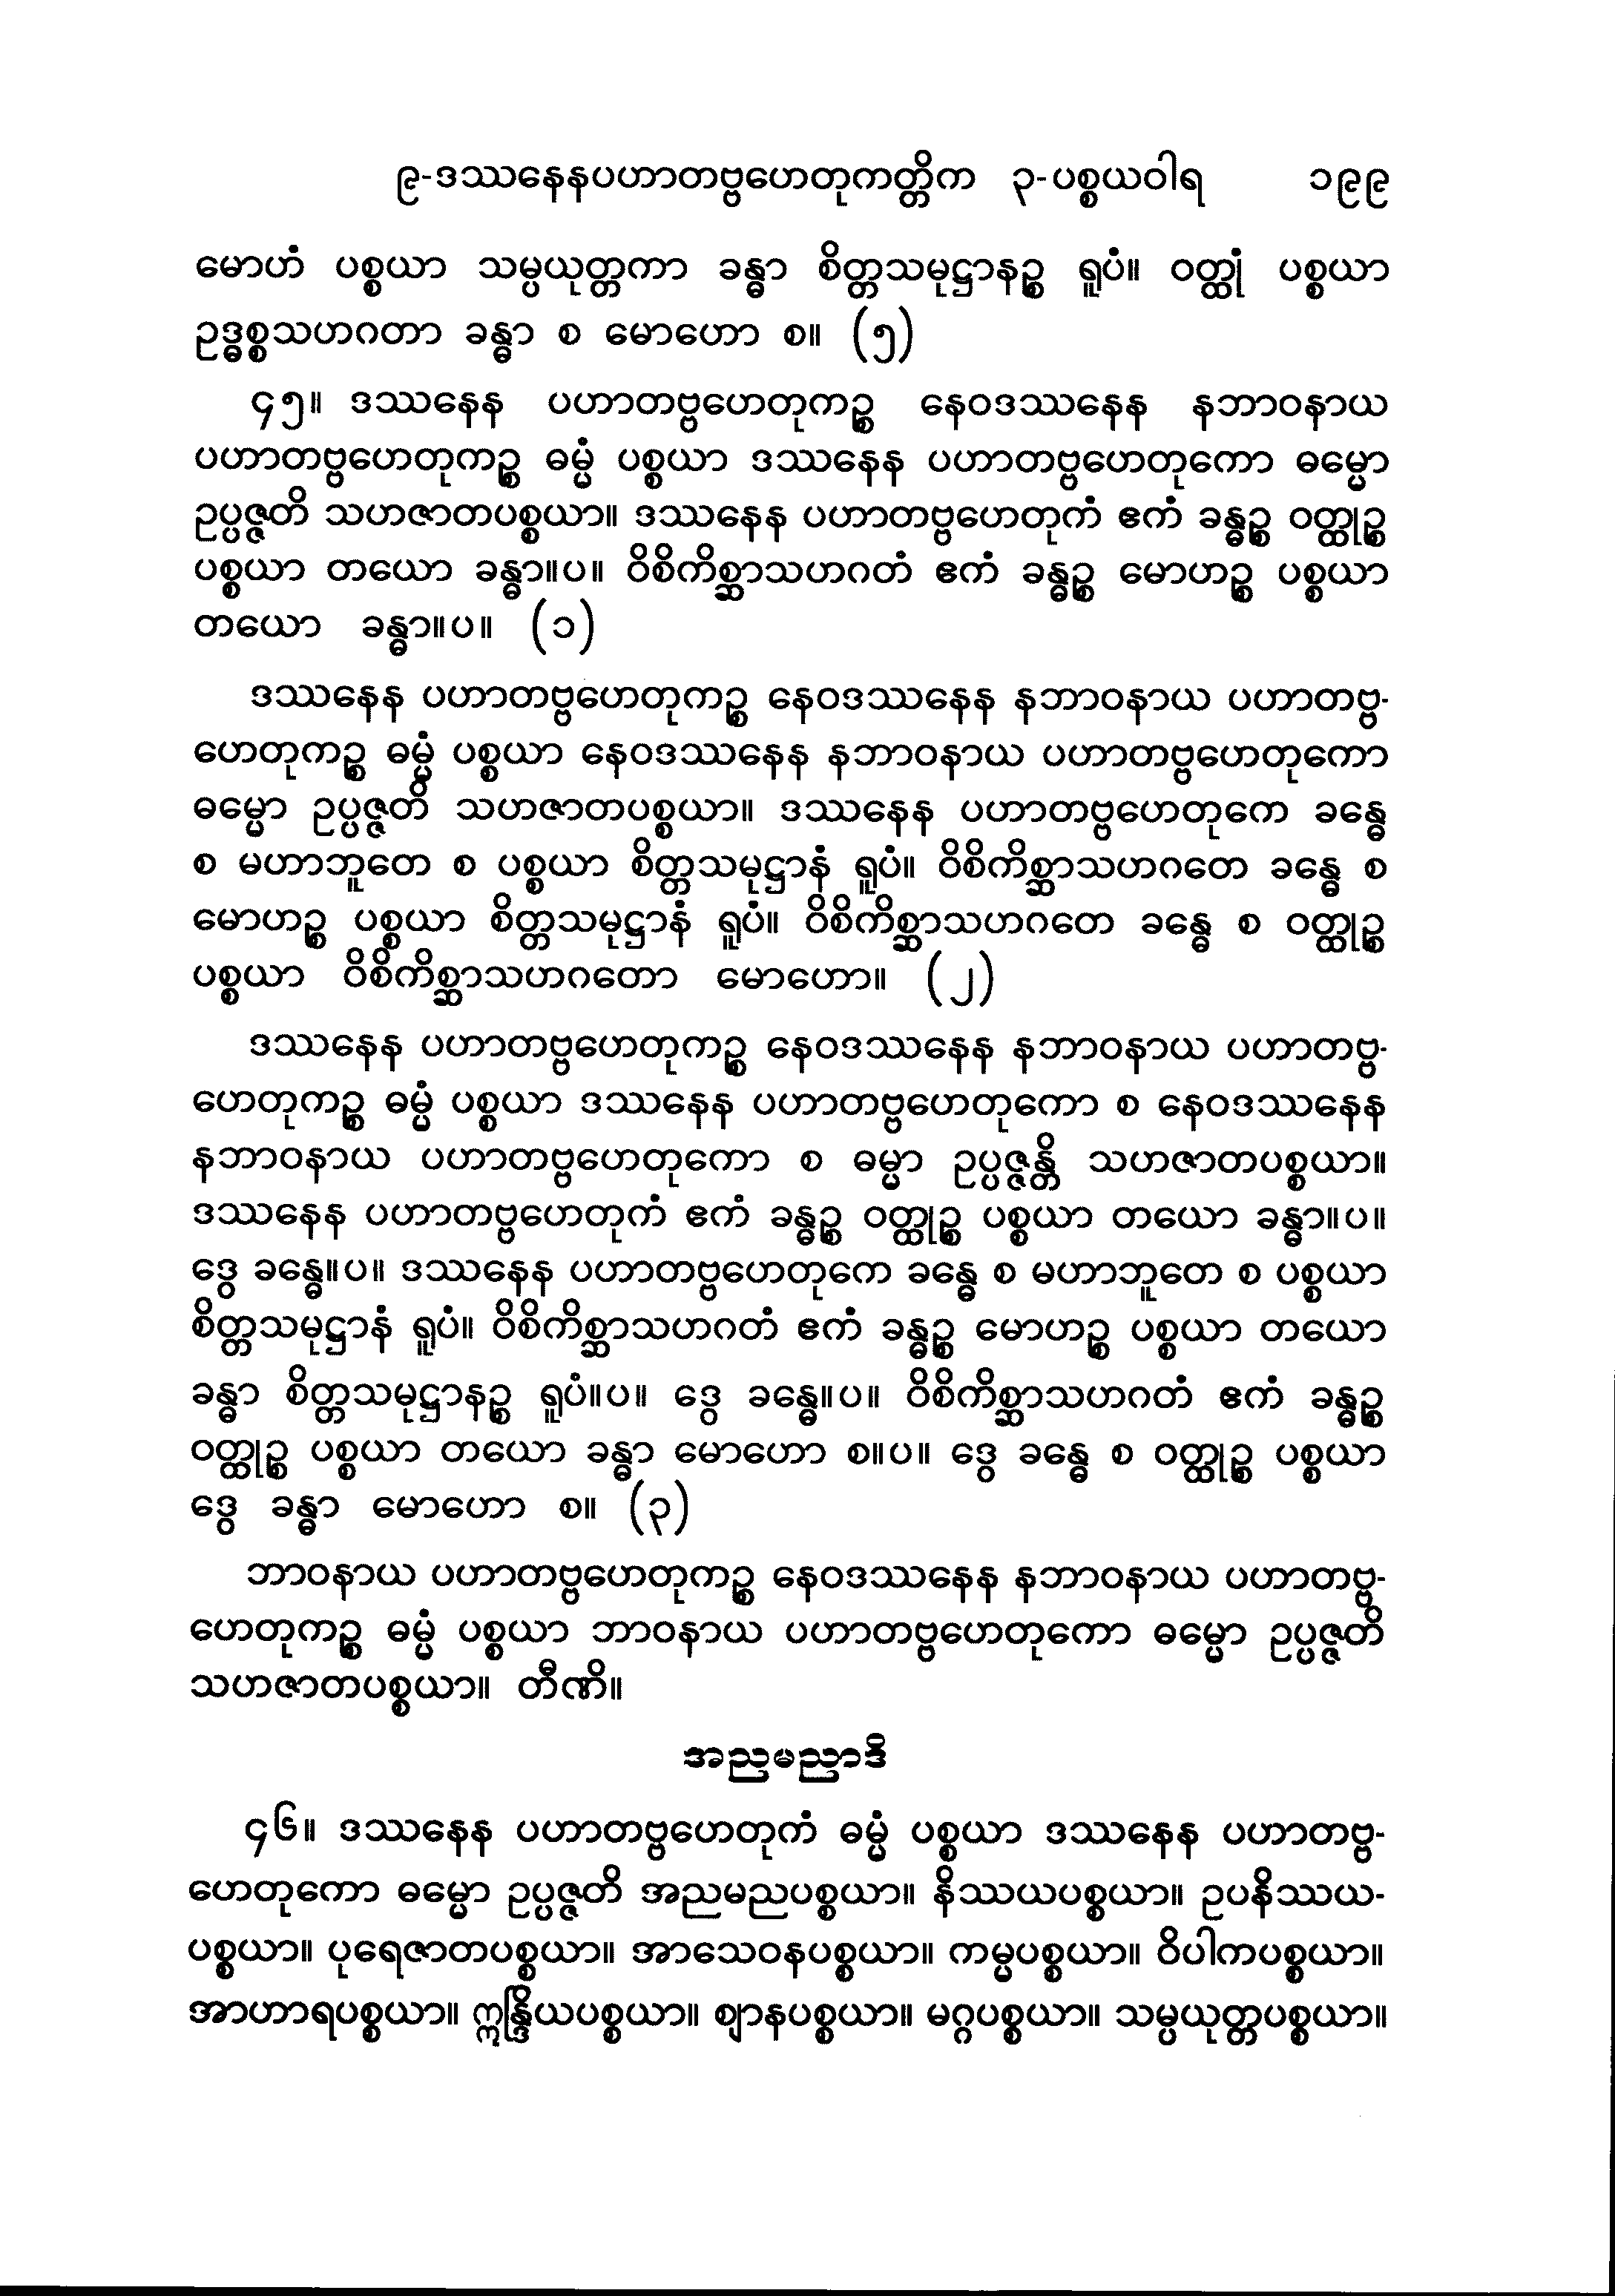 ၉-ဒဿနေနပဟာတဗ္ဗဟေတုကတ္တိက ၃-ပစ္စယဝါရ ၁၉၉
မောဟံ ပစ္စယာ သမ္ပယုတ္တကာ ခန္ဓာ စိတ္တသမုဋ္ဌာနဉ္စ ရူပံ။ ဝတ္ထုံ ပစ္စယာ
ဥဒ္ဓစ္စသဟဂတာ ခန္ဓာ စ မောဟော စ။ (၅)
၄၅။ ဒဿနေန ပဟာတဗ္ဗဟေတုကဉ္စ နေဝဒဿနေန နဘာဝနာယ
ပဟာတဗ္ဗဟေတုကဉ္စ ဓမ္မံ ပစ္စယာ ဒဿနေန ပဟာတဗ္ဗဟေတုကော ဓမ္မော
ဥပ္ပဇ္ဇတိ သဟဇာတပစ္စယာ။ ဒဿနေန ပဟာတဗ္ဗဟေတုကံ ဧကံ ခန္ဓဉ္စ ဝတ္ထုဉ္စ
ပစ္စယာ တယော ခန္ဓာ။ပ။ ဝိစိကိစ္ဆာသဟဂတံ ဧကံ ခန္ဓဉ္စ မောဟဉ္စ ပစ္စယာ
တယော ခန္ဓာ။ပ။ (၁)
ဒဿနေန ပဟာတဗ္ဗဟေတုကဉ္စ နေဝဒဿနေန နဘာဝနာယ ပဟာတဗ္ဗ-
ဟေတုကဉ္စ ဓမ္မံ ပစ္စယာ နေဝဒဿနေန နဘာဝနာယ ပဟာတဗ္ဗဟေတုကော
ဓမ္မော ဥပ္ပဇ္ဇတိ သဟဇာတပစ္စယာ။ ဒဿနေန ပဟာတဗ္ဗဟေတုကေ ခန္ဓေ
စ မဟာဘူတေ စ ပစ္စယာ စိတ္တသမုဋ္ဌာနံ ရူပံ။ ဝိစိကိစ္ဆာသဟဂတေ ခန္ဓေ စ
မောဟဉ္စ ပစ္စယာ စိတ္တသမုဋ္ဌာနံ ရူပံ။ ဝိစိကိစ္ဆာသဟဂတေ ခန္ဓေ စ ဝတ္ထုဉ္စ
ပစ္စယာ ဝိစိကိစ္ဆာသဟဂတော မောဟော။ (၂)
ဒဿနေန ပဟာတဗ္ဗဟေတုကဉ္စ နေဝဒဿနေန နဘာဝနာယ ပဟာတဗ္ဗ-
ဟေတုကဉ္စ ဓမ္မံ ပစ္စယာ ဒဿနေန ပဟာတဗ္ဗဟေတုကော စ နေဝဒဿနေန
နဘာဝနာယ ပဟာတဗ္ဗဟေတုကော စ ဓမ္မာ ဥပ္ပဇ္ဇန္တိ သဟဇာတပစ္စယာ။
ဒဿနေန ပဟာတဗ္ဗဟေတုကံ ဧကံ ခန္ဓဉ္စ ဝတ္ထုဉ္စ ပစ္စယာ တယော ခန္ဓာ။ပ။
ဒွေ ခန္ဓေ။ပ။ ဒဿနေန ပဟာတဗ္ဗဟေတုကေ ခန္ဓေ စ မဟာဘူတေ စ ပစ္စယာ
စိတ္တသမုဋ္ဌာနံ ရူပံ။ ဝိစိကိစ္ဆာသဟဂတံ ဧကံ ခန္ဓဉ္စ မောဟဉ္စ ပစ္စယာ တယော
ခန္ဓာ စိတ္တသမုဋ္ဌာနဉ္စ ရူပံ။ပ။ ဒွေ ခန္ဓေ။ပ။ ဝိစိကိစ္ဆာသဟဂတံ ဧကံ ခန္ဓဉ္စ
ဝတ္ထုဉ္စ ပစ္စယာ တယော ခန္ဓာ မောဟော စ။ပ။ ဒွေ ခန္ဓေ စ ဝတ္ထုဉ္စ ပစ္စယာ
ဒွေ ခန္ဓာ မောဟော စ။ (၃)
ဘာဝနာယ ပဟာတဗ္ဗဟေတုကဉ္စ နေဝဒဿနေန နဘာဝနာယ ပဟာတဗ္ဗ-
ဟေတုကဉ္စ ဓမ္မံ ပစ္စယာ ဘာဝနာယ ပဟာတဗ္ဗဟေတုကော ဓမ္မော ဥပ္ပဇ္ဇတိ
သဟဇာတပစ္စယာ။ တီဏိ။
အညမညာဒိ
၄၆။ ဒဿနေန ပဟာတဗ္ဗဟေတုကံ ဓမ္မံ ပစ္စယာ ဒဿနေန ပဟာတဗ္ဗ-
ဟေတုကော ဓမ္မော ဥပ္ပဇ္ဇတိ အညမညပစ္စယာ။ နိဿယပစ္စယာ။ ဥပနိဿယ-
ပစ္စယာ။ ပုရေဇာတပစ္စယာ။ အာသေဝနပစ္စယာ။ ကမ္မပစ္စယာ။ ဝိပါကပစ္စယာ။
အာဟာရပစ္စယာ။ ဣန္ဒြိယပစ္စယာ။ ဈာနပစ္စယာ။ မဂ္ဂပစ္စယာ။ သမ္ပယုတ္တပစ္စယာ။